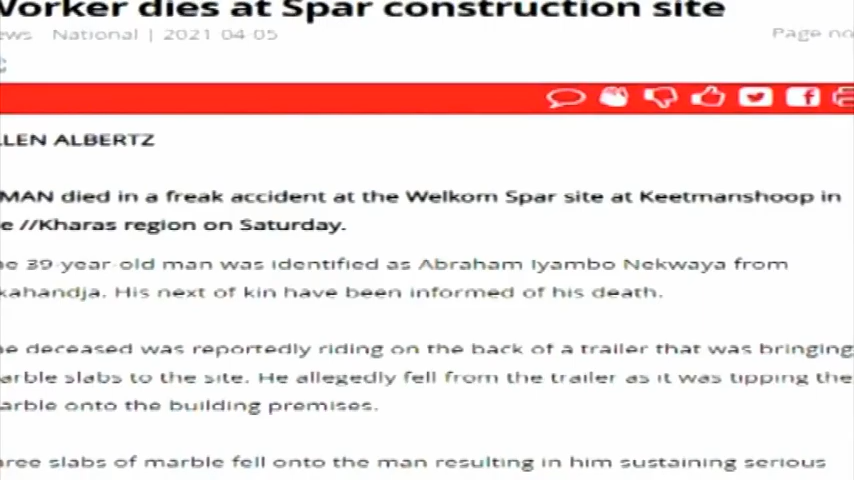 Worker dies at Spar construction site
ews National | 2021-04-05
Page no
LLEN ALBERTZ
MAN died in a freak accident at the Welkom Spar site at Keetmanshoop in
e //Kharas region on Saturday.
e 39-year-old man was identified as Abraham Iyambo Nekwaya from
kahandja. His next of kin have been informed of his death.
e deceased was reportedly riding on the back of a trailer that was bringing
arble slabs to the site. He allegedly fell from the trailer as it was tipping the
arble onto the building premises.
ree slabs of marble fell onto the man resulting in him sustaining serious